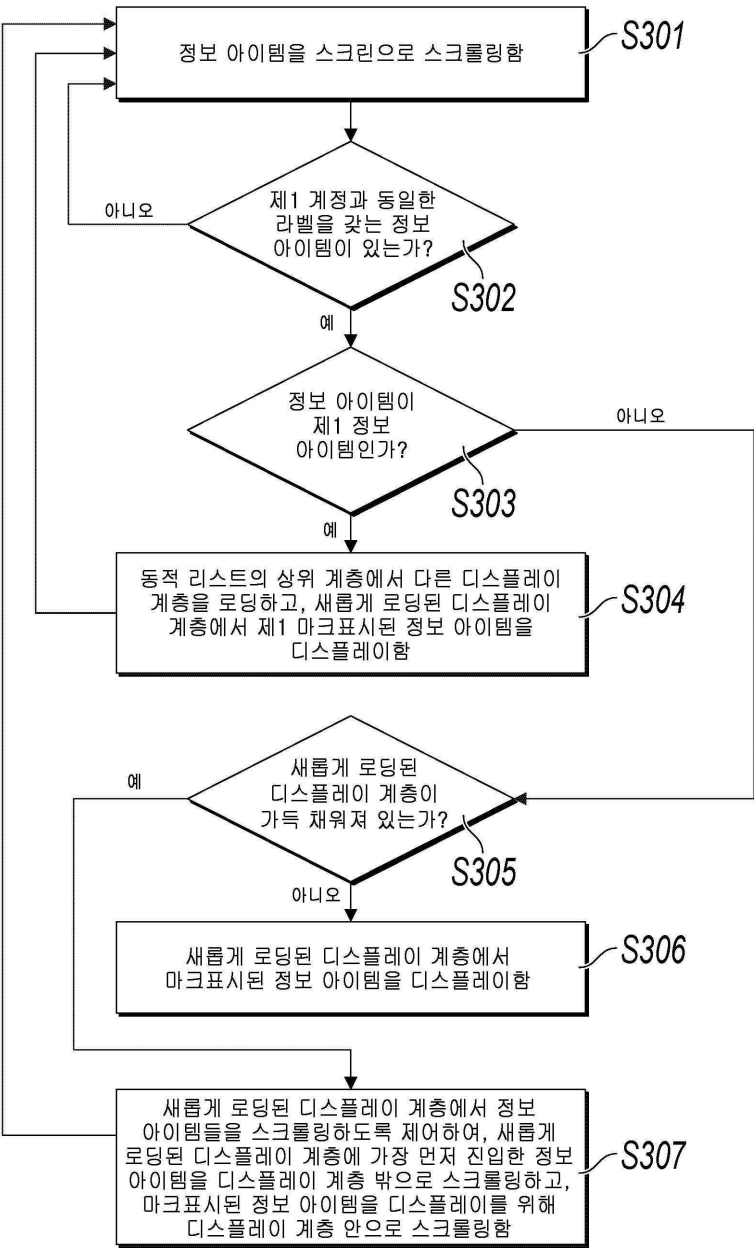 정보 아이템을 스크린으로 스크롤링함
S301
제1 계정과 동일한
라벨을 갖는 정보
아이템이 있는가?
아니오
S302
예
정보 아이템이
제1 정보
아이템인가?
아니오
S303
예
동적 리스트의 상위 계층에서 다른 디스플레이
계층을 로딩하고, 새롭게 로딩된 디스플레이
계층에서 제1 마크표시된 정보 아이템을
디스플레이함
S304
새롭게 로딩된
디스플레이 계층이
가득 채워져 있는가?
예
S305
아니오
새롭게 로딩된 디스플레이 계층에서
마크표시된 정보 아이템을 디스플레이함
S306
새롭게 로딩된 디스플레이 계층에서 정보
아이템들을 스크롤링하도록 제어하여, 새롭게
로딩된 디스플레이 계층에 가장 먼저 진입한 정보
아이템을 디스플레이 계층 밖으로 스크롤링하고,
마크표시된 정보 아이템을 디스플레이를 위해
디스플레이 계층 안으로 스크롤링함
S307